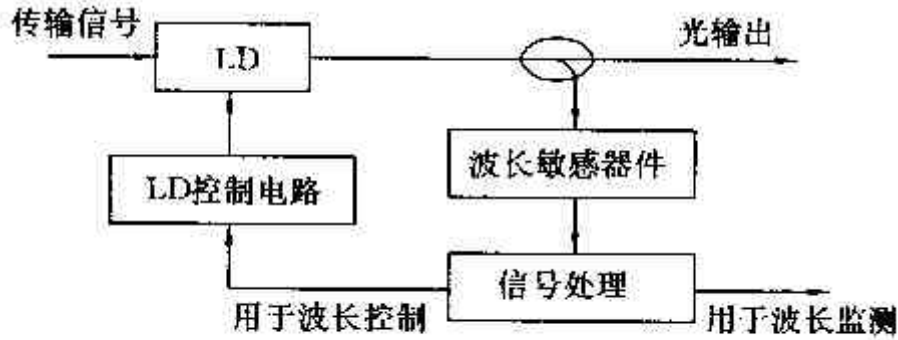 传输信号
LD
光输出
波长敏感器件
LD控制电路
信号处理
用于波长控制
用于波长监测